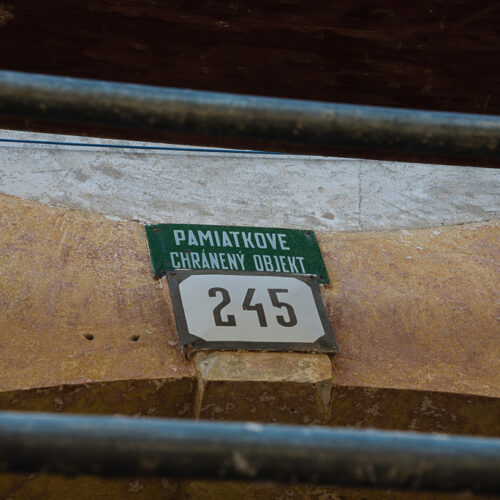 PAMIATKOVE
CHRÁNENÝ OBJEKT
245